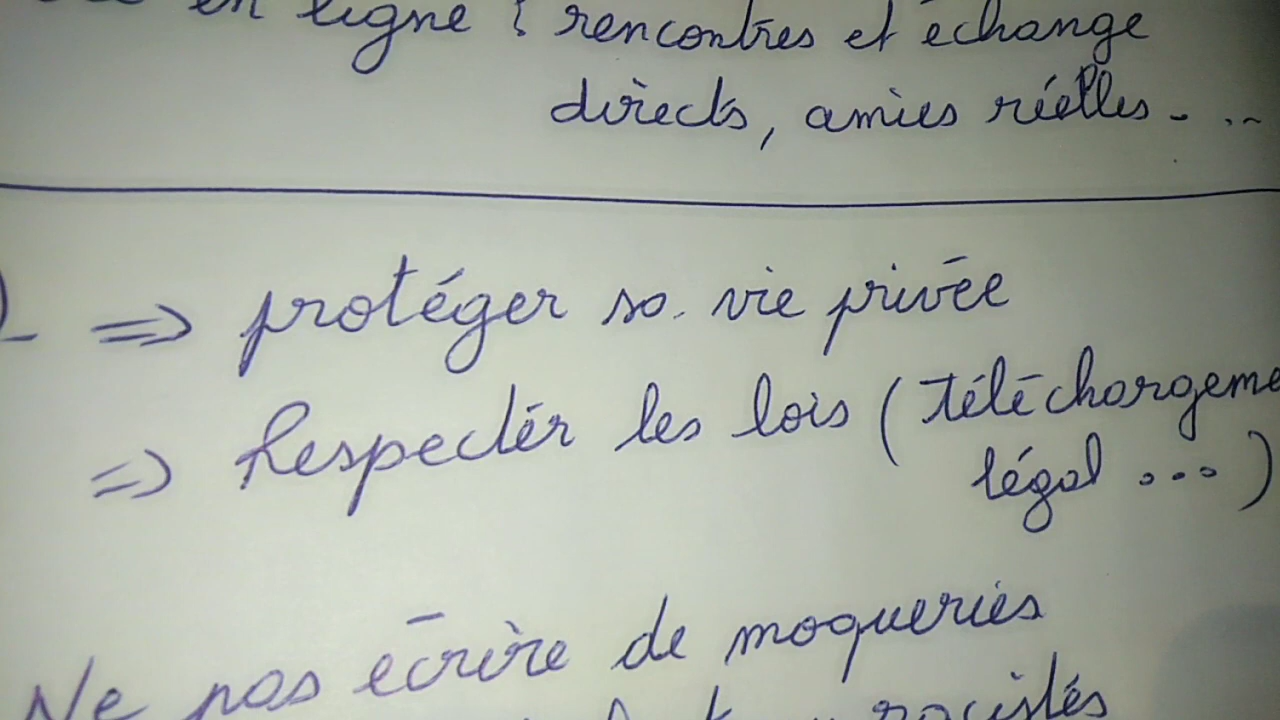 en ligne : rencontres et échange
directs, amies réelles - ...
=> protéger sa vie privée
=> Respecter les lois ( téléchargeme
légal ... )
Ne pas écrire de moqueries
racistes